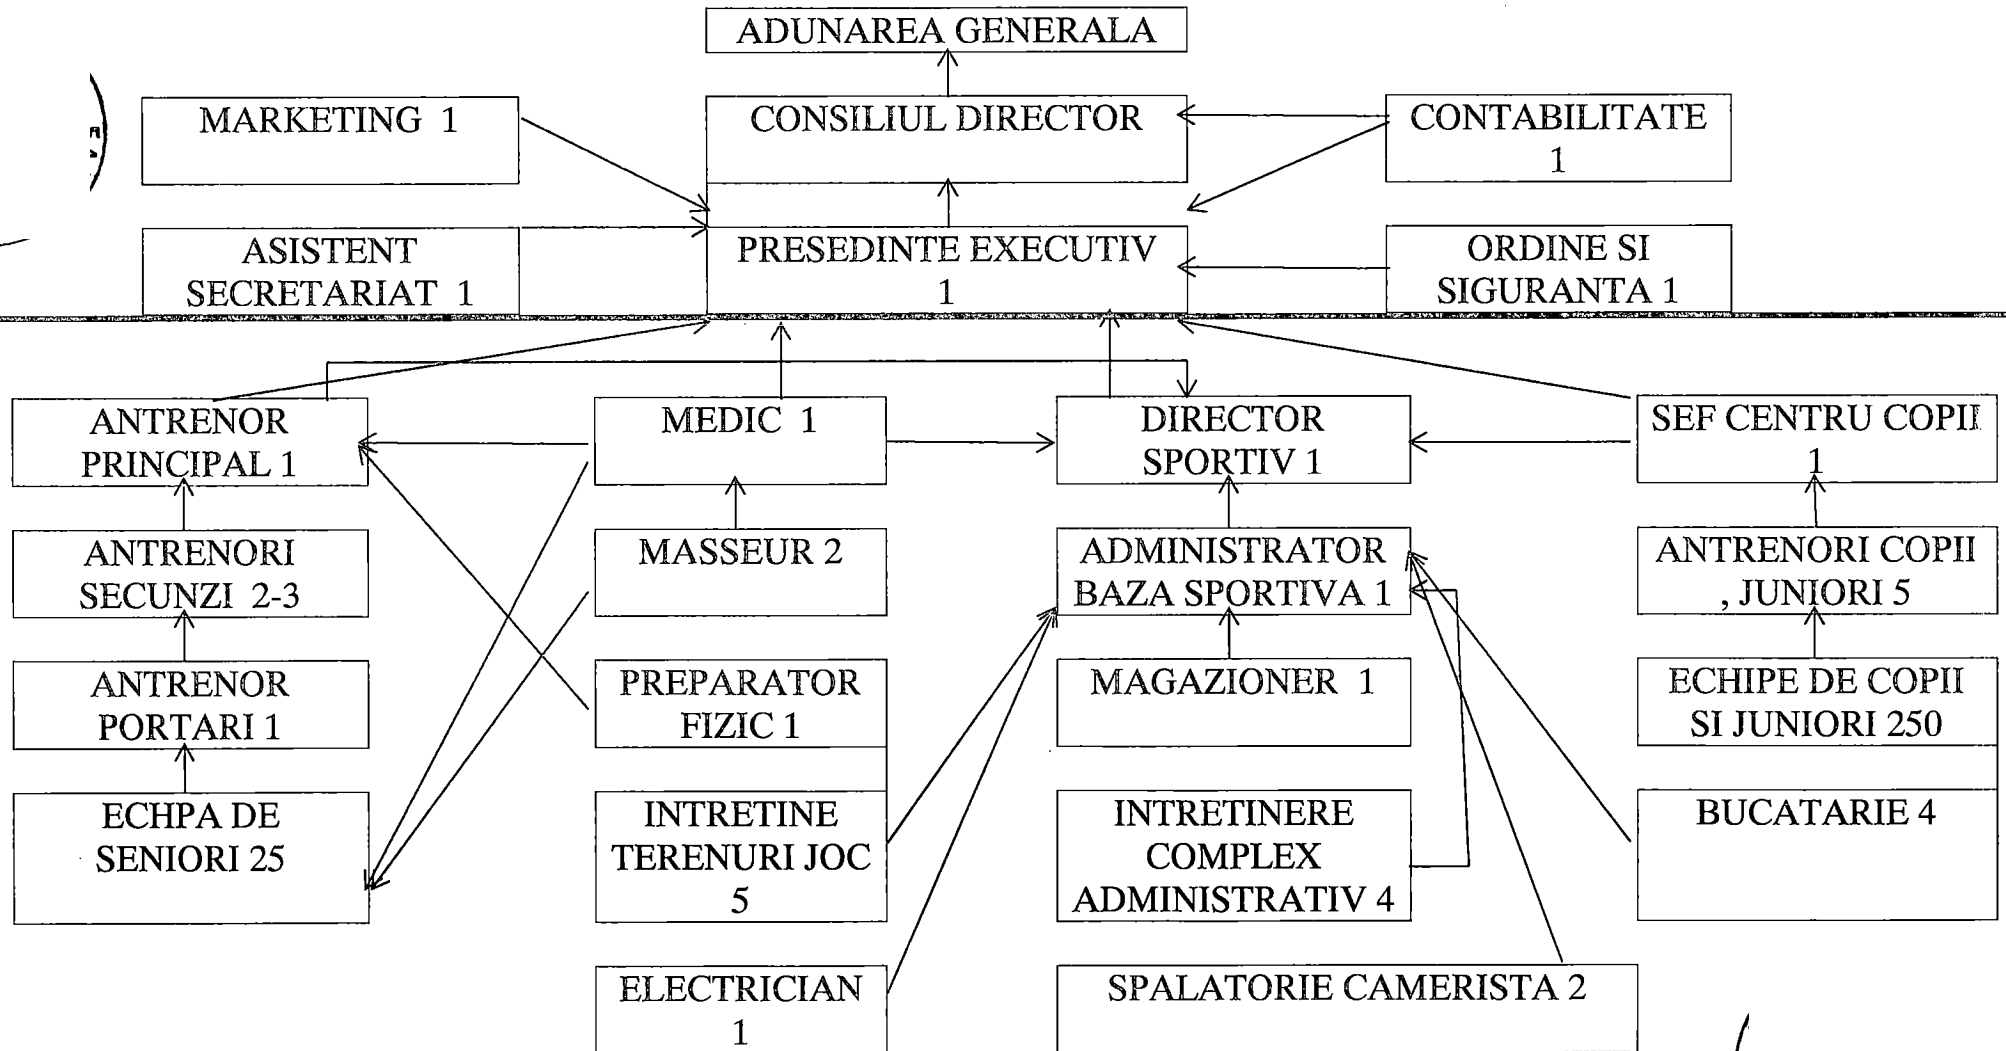 ADUNAREA GENERALA
MARKETING 1
CONSILIUL DIRECTOR
CONTABILITATE
1
ASISTENT
SECRETARIAT 1
PRESEDINTE EXECUTIV
1
ORDINE SI
SIGURANTA 1
ANTRENOR
PRINCIPAL 1
MEDIC 1
DIRECTOR
SPORTIV 1
SEF CENTRU COPII
1
ANTRENORI
SECUNZI 2-3
MASSEUR 2
ADMINISTRATOR
BAZA SPORTIVA 1
ANTRENORI COPII
, JUNIORI 5
ANTRENOR
PORTARI 1
PREPARATOR
FIZIC 1
MAGAZIONER 1
ECHIPE DE COPII
SI JUNIORI 250
ECHPA DE
SENIORI 25
INTRETINE
TERENURI JOC
5
INTRETINERE
COMPLEX
ADMINISTRATIV 4
BUCATARIE 4
ELECTRICIAN
1
SPALATORIE CAMERISTA 2